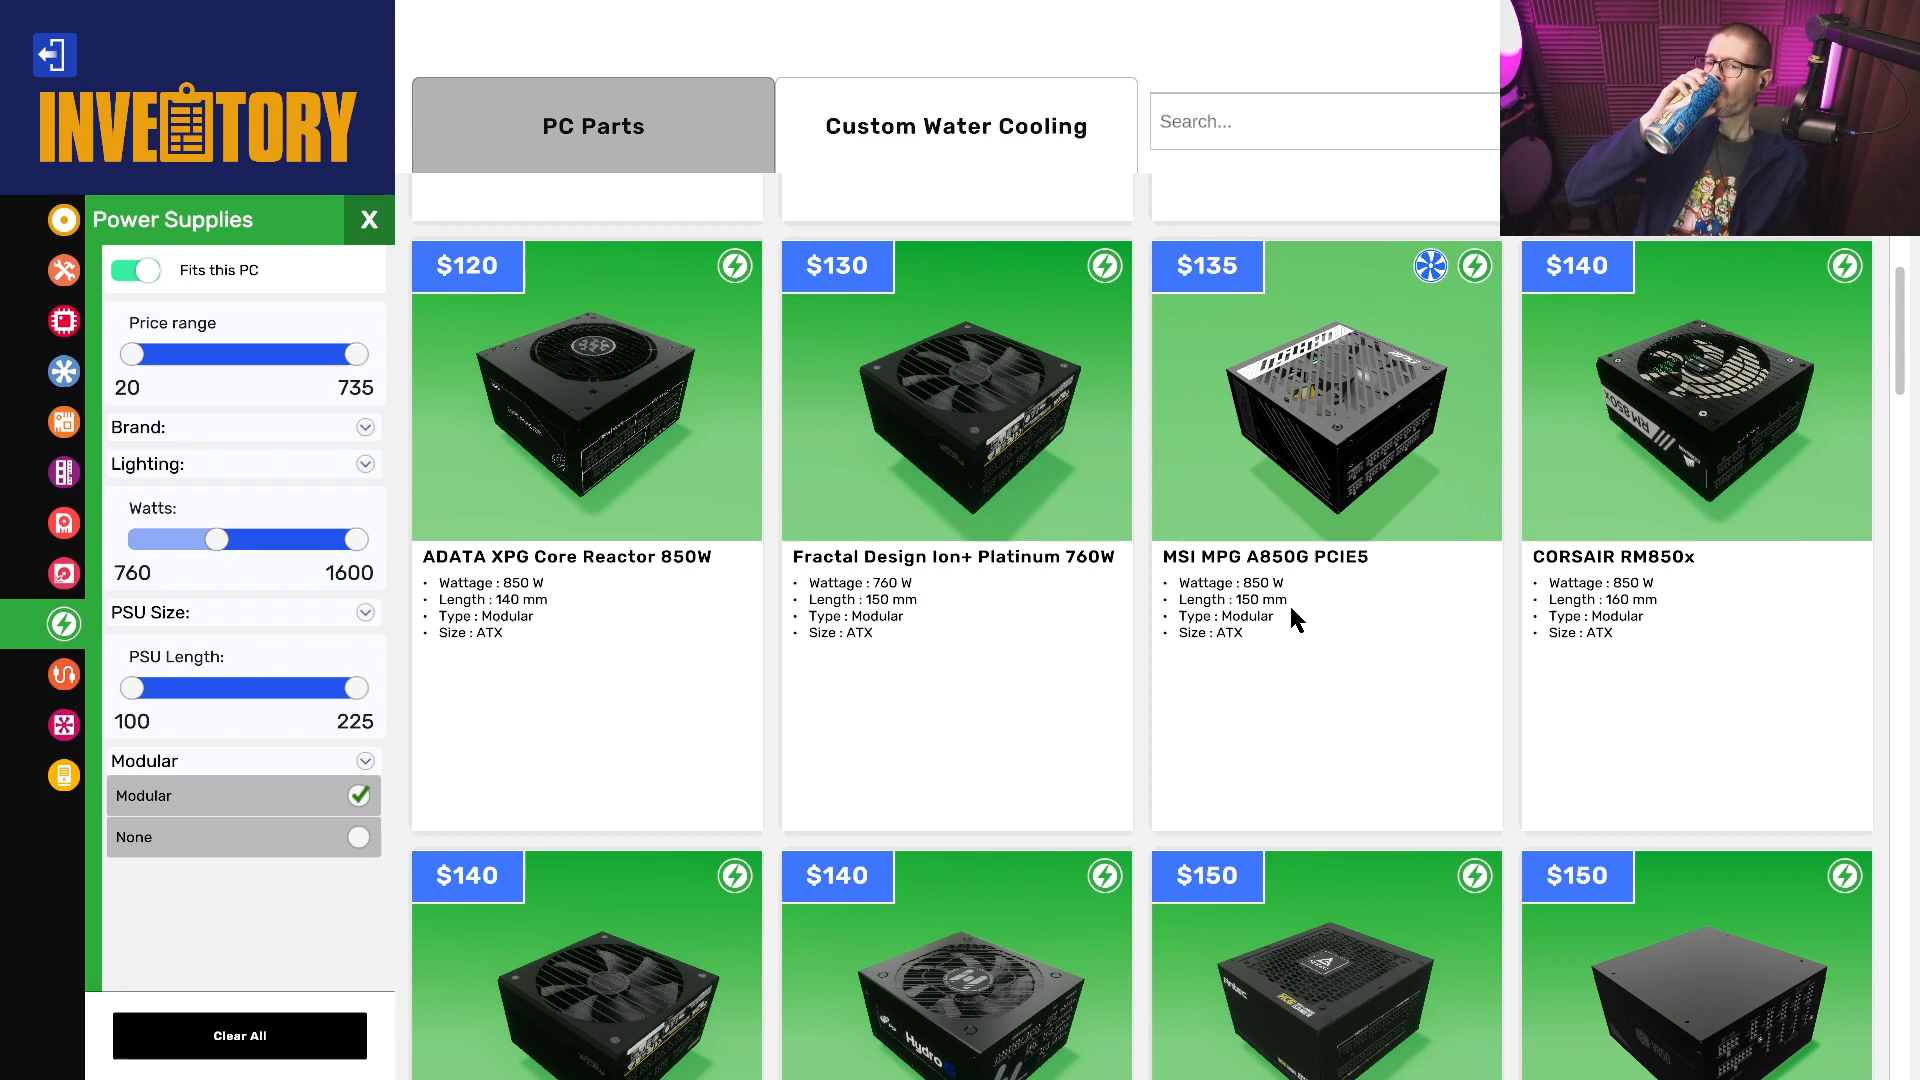 INVENTORY
PC Parts
Custom Water Cooling
Search...
Power Supplies
X
Fits this PC
Price range
20
735
Brand:
Lighting:
Watts:
760
1600
PSU Size:
PSU Length:
100
225
Modular
Modular
None
Clear All
$120
ADATA XPG Core Reactor 850W
• Wattage : 850 W
• Length : 140 mm
• Type : Modular
• Size : ATX
$130
Fractal Design Ion+ Platinum 760W
• Wattage : 760 W
• Length : 150 mm
• Type : Modular
• Size : ATX
$135
MSI MPG A850G PCIE5
• Wattage : 850 W
• Length : 150 mm
• Type : Modular
• Size : ATX
$140
RM850x
CORSAIR RM850x
• Wattage : 850 W
• Length : 160 mm
• Type : Modular
• Size : ATX
$140
$140
Hydro G
$150
antec
$150